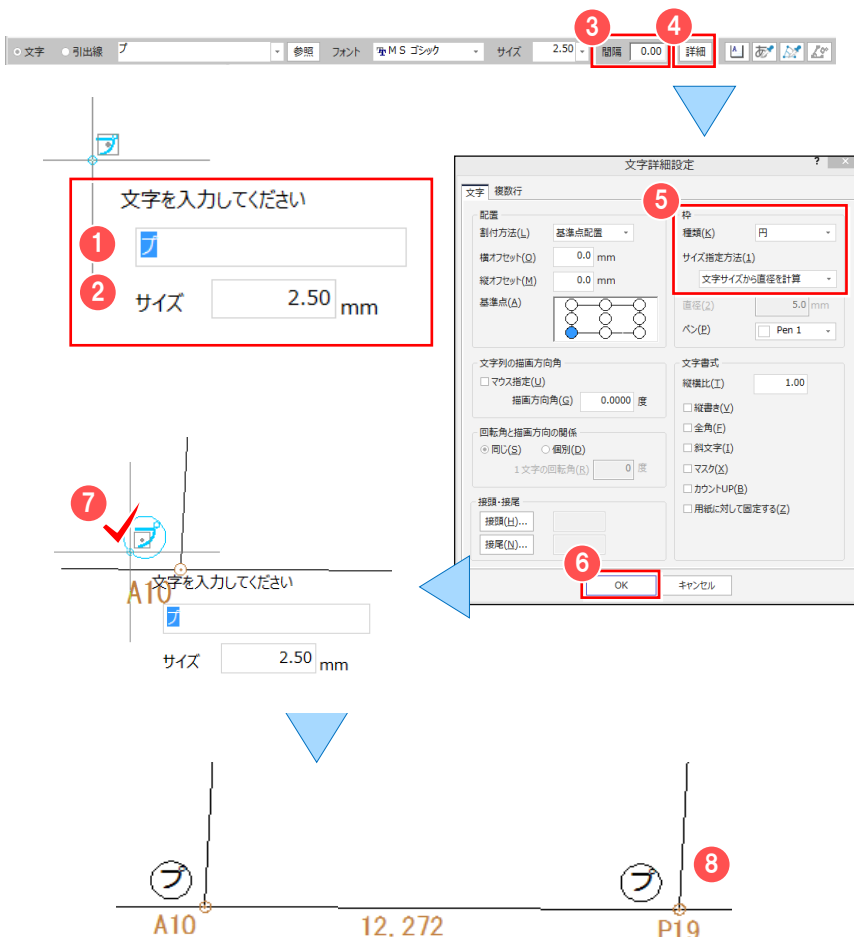 3 4
文字 引出線 プ 参照 フォント MS ゴシック サイズ 2.50 間隔 0.00 詳細
プ
文字を入力してください
1 プ
2 サイズ 2.50 mm
文字詳細設定 ? ×
文字 複数行
5
配置
割付方法(L) 基準点配置
横オフセット(O) 0.0 mm
縦オフセット(M) 0.0 mm
基準点(A)
枠
種類(K) 円
サイズ指定方法(1)
文字サイズから直径を計算
直径(2) 5.0 mm
ペン(P) Pen 1
文字列の描画方向角
マウス指定(U)
描画方向角(G) 0.0000 度
回転角と描画方向の関係
同じ(S) 個別(D)
1文字の回転角(R) 0 度
接頭・接尾
接頭(H)...
接尾(N)...
文字書式
縦横比(T) 1.00
縦書き(V)
全角(F)
斜文字(I)
マスク(X)
カウントUP(B)
用紙に対して固定する(Z)
6
OK キャンセル
7
プ
A10
文字を入力してください
プ
サイズ 2.50 mm
プ プ 8
A10 12.272 P19